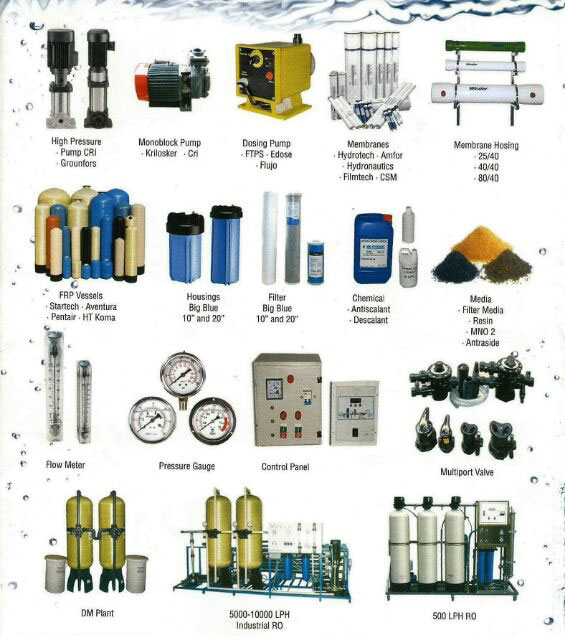 High Pressure
· Pump CRI
· Grounfors
Monoblock Pump
· Krilosker · Cri
Dosing Pump
· FTPS · Edose
· Flujo
Membranes
· Hydrotech · Amfor
· Hydronautics
· Filmtech · CSM
Membrane Hosing
· 25/40
· 40/40
· 80/40
FRP Vessels
· Startech · Aventura
· Pentair · HT Koma
Housings
Big Blue
10" and 20"
Filter
Big Blue
10" and 20"
Chemical
· Antiscalant
· Descalant
Media
· Filter Media
· Resin
· MNO 2
· Antraside
Flow Meter
Pressure Gauge
Control Panel
Multiport Valve
DM Plant
5000-10000 LPH
Industrial RO
500 LPH RO